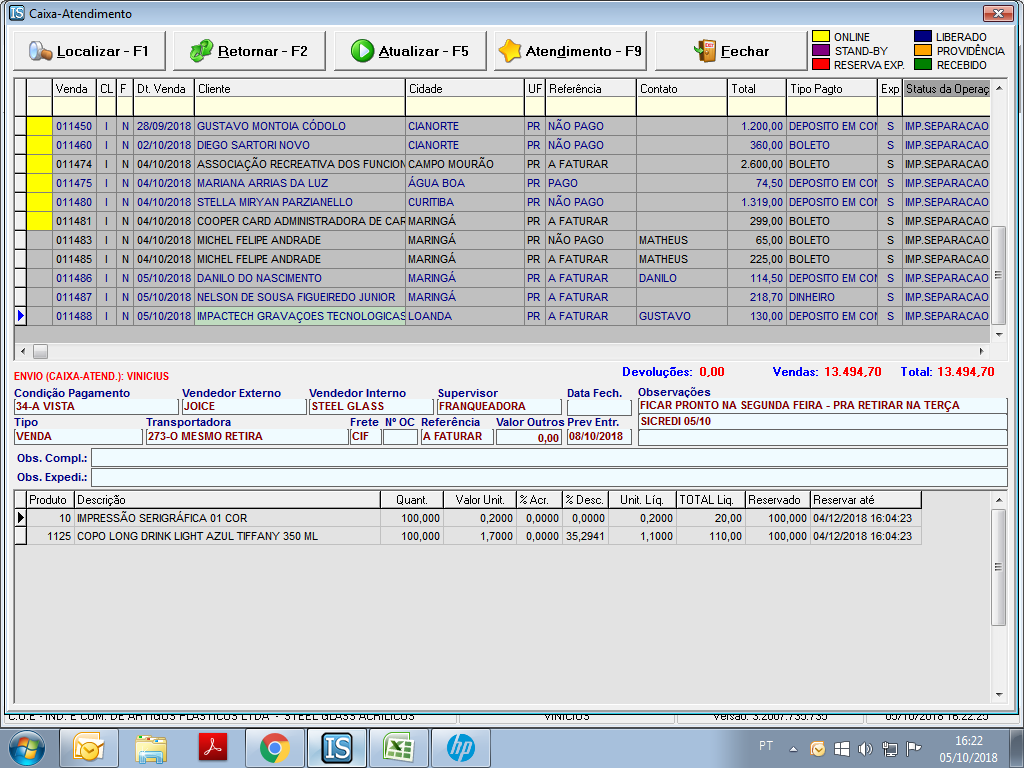 Caixa-Atendimento
Localizar - F1 Retornar - F2 Atualizar - F5 Atendimento - F9 Fechar
ONLINE LIBERADO
STAND-BY PROVIDÊNCIA
RESERVA EXP. RECEBIDO
Venda CL F Dt. Venda Cliente Cidade UF Referência Contato Total Tipo Pagto Exp Status da Operaç
011450 I N 28/09/2018 GUSTAVO MONTOIA CÓDOLO CIANORTE PR NÃO PAGO 1.200,00 DEPOSITO EM CON S IMP.SEPARACAO
011460 I N 02/10/2018 DIEGO SARTORI NOVO CIANORTE PR NÃO PAGO 360,00 BOLETO S IMP.SEPARACAO
011474 I N 04/10/2018 ASSOCIAÇÃO RECREATIVA DOS FUNCION CAMPO MOURÃO PR A FATURAR 2.600,00 BOLETO S IMP.SEPARACAO
011475 I N 04/10/2018 MARIANA ARRIAS DA LUZ ÁGUA BOA PR PAGO 74,50 DEPOSITO EM CON S IMP.SEPARACAO
011480 I N 04/10/2018 STELLA MIRYAN PARZIANELLO CURITIBA PR NÃO PAGO 1.319,00 DEPOSITO EM CON S IMP.SEPARACAO
011481 I N 04/10/2018 COOPER CARD ADMINISTRADORA DE CAR MARINGÁ PR A FATURAR 299,00 BOLETO S IMP.SEPARACAO
011483 I N 04/10/2018 MICHEL FELIPE ANDRADE MARINGÁ PR NÃO PAGO MATHEUS 65,00 BOLETO S IMP.SEPARACAO
011485 I N 04/10/2018 MICHEL FELIPE ANDRADE MARINGÁ PR A FATURAR MATHEUS 225,00 BOLETO S IMP.SEPARACAO
011486 I N 05/10/2018 DANILO DO NASCIMENTO MARINGÁ PR A FATURAR DANILO 114,50 DEPOSITO EM CON S IMP.SEPARACAO
011487 I N 05/10/2018 NELSON DE SOUSA FIGUEIREDO JUNIOR MARINGÁ PR A FATURAR 218,70 DINHEIRO S IMP.SEPARACAO
011488 I N 05/10/2018 IMPACTECH GRAVAÇOES TECNOLOGICAS LOANDA PR A FATURAR GUSTAVO 130,00 DEPOSITO EM CON S IMP.SEPARACAO
ENVIO (CAIXA-ATEND.): VINICIUS Devoluções: 0,00 Vendas: 13.494,70 Total: 13.494,70
Condição Pagamento Vendedor Externo Vendedor Interno Supervisor Data Fech. Observações
34-A VISTA JOICE STEEL GLASS FRANQUEADORA FICAR PRONTO NA SEGUNDA FEIRA - PRA RETIRAR NA TERÇA
Tipo Transportadora Frete Nº OC Referência Valor Outros Prev Entr. SICREDI 05/10
VENDA 273-O MESMO RETIRA CIF A FATURAR 0,00 08/10/2018
Obs. Compl.:
Obs. Expedi.:
Produto Descrição Quant. Valor Unit. % Acr. % Desc. Unit. Líq. TOTAL Liq. Reservado Reservar até
10 IMPRESSÃO SERIGRÁFICA 01 COR 100,000 0,2000 0,0000 0,0000 0,2000 20,00 100,000 04/12/2018 16:04:23
1125 COPO LONG DRINK LIGHT AZUL TIFFANY 350 ML 100,000 1,7000 0,0000 35,2941 1,1000 110,00 100,000 04/12/2018 16:04:23
C.O.E - IND. E COM. DE ARTIGOS PLASTICOS LTDA - STEEL GLASS ACRILICOS VINICIUS Versão: 3.2007.735.735 05/10/2018 16:22:25
IS hp PT 16:22
05/10/2018